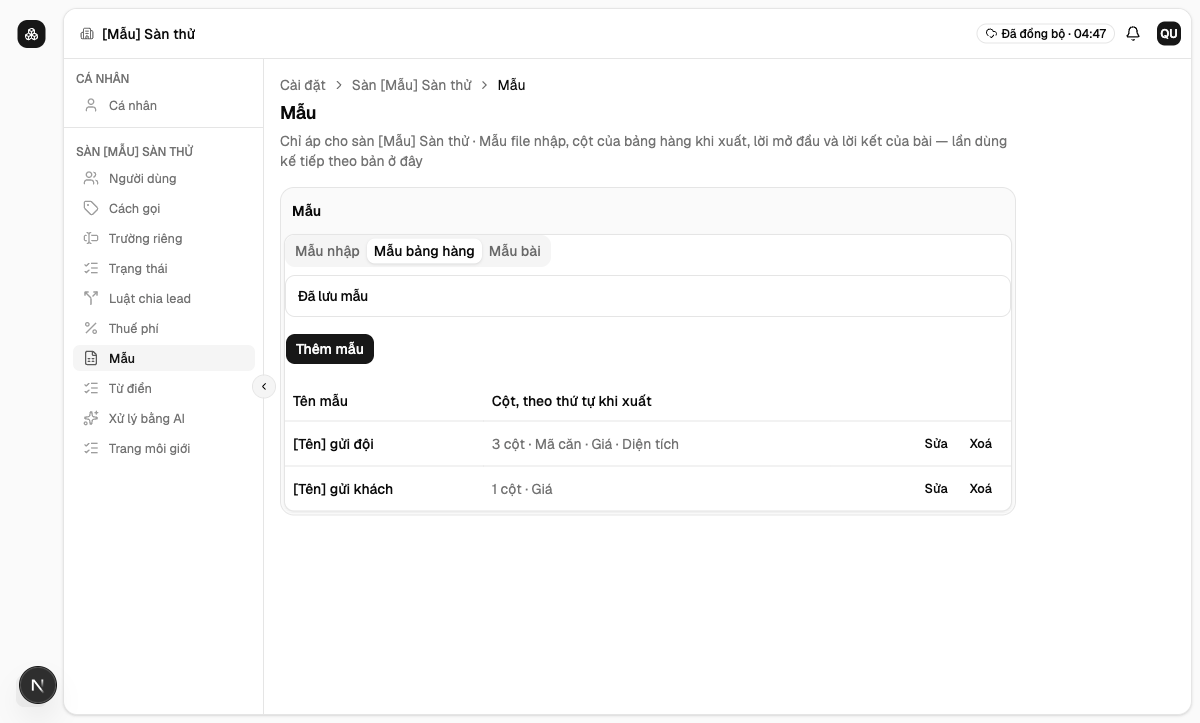 [Mẫu] Sàn thử
Đã đồng bộ · 04:47
QU
CÁ NHÂN
Cá nhân
SÀN [MẪU] SÀN THỬ
Người dùng
Cách gọi
Trường riêng
Trạng thái
Luật chia lead
Thuế phí
Mẫu
Từ điển
Xử lý bằng AI
Trang môi giới
N
Cài đặt > Sàn [Mẫu] Sàn thử > Mẫu
Mẫu
Chỉ áp cho sàn [Mẫu] Sàn thử · Mẫu file nhập, cột của bảng hàng khi xuất, lời mở đầu và lời kết của bài — lần dùng
kế tiếp theo bản ở đây
Mẫu
Mẫu nhập Mẫu bảng hàng Mẫu bài
Đã lưu mẫu
Thêm mẫu
Tên mẫu Cột, theo thứ tự khi xuất
[Tên] gửi đội 3 cột · Mã căn · Giá · Diện tích Sửa Xoá
[Tên] gửi khách 1 cột · Giá Sửa Xoá